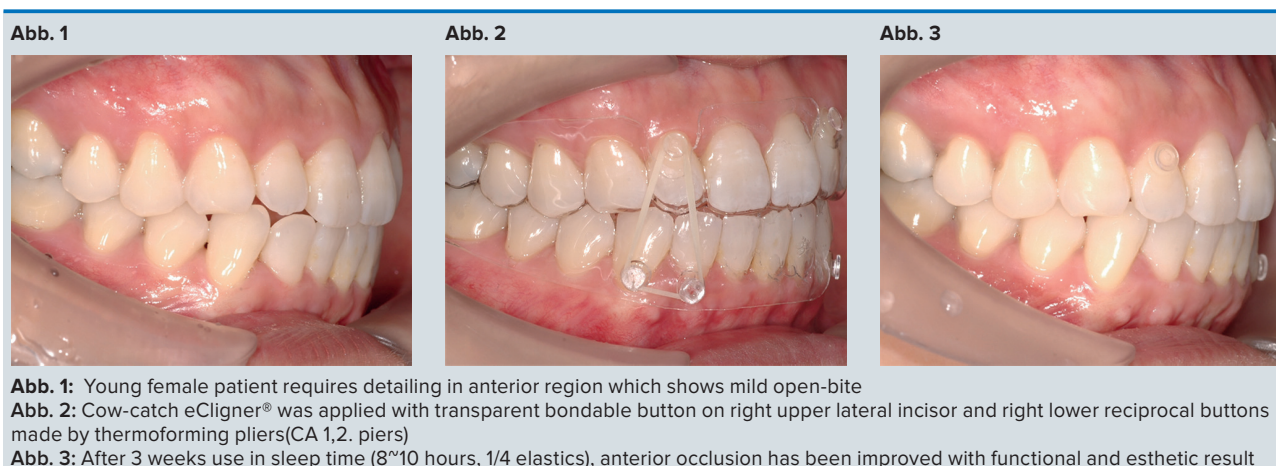 Abb. 1
Abb. 2
Abb. 3
Abb. 1: Young female patient requires detailing in anterior region which shows mild open-bite
Abb. 2: Cow-catch eCligner® was applied with transparent bondable button on right upper lateral incisor and right lower reciprocal buttons
made by thermoforming pliers(CA 1,2. piers)
Abb. 3: After 3 weeks use in sleep time (8~10 hours, 1/4 elastics), anterior occlusion has been improved with functional and esthetic result